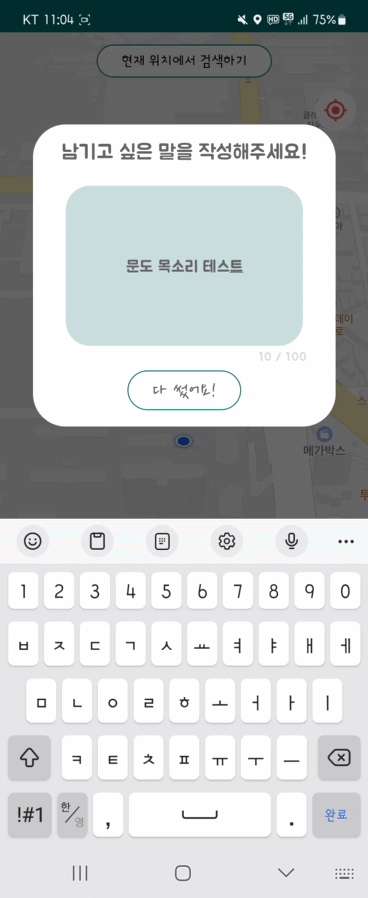 KT 11:04 HD 5G 75%
현재 위치에서 검색하기
남기고 싶은 말을 작성해주세요!
문도 목소리 테스트
10 / 100
다 썼어요!
메가박스
1 2 3 4 5 6 7 8 9 0
ㅂ ㅈ ㄷ ㄱ ㅅ ㅛ ㅕ ㅑ ㅐ ㅔ
ㅁ ㄴ ㅇ ㄹ ㅎ ㅗ ㅓ ㅏ ㅣ
ㅋ ㅌ ㅊ ㅍ ㅠ ㅜ ㅡ
!#1 한/영 , . 완료